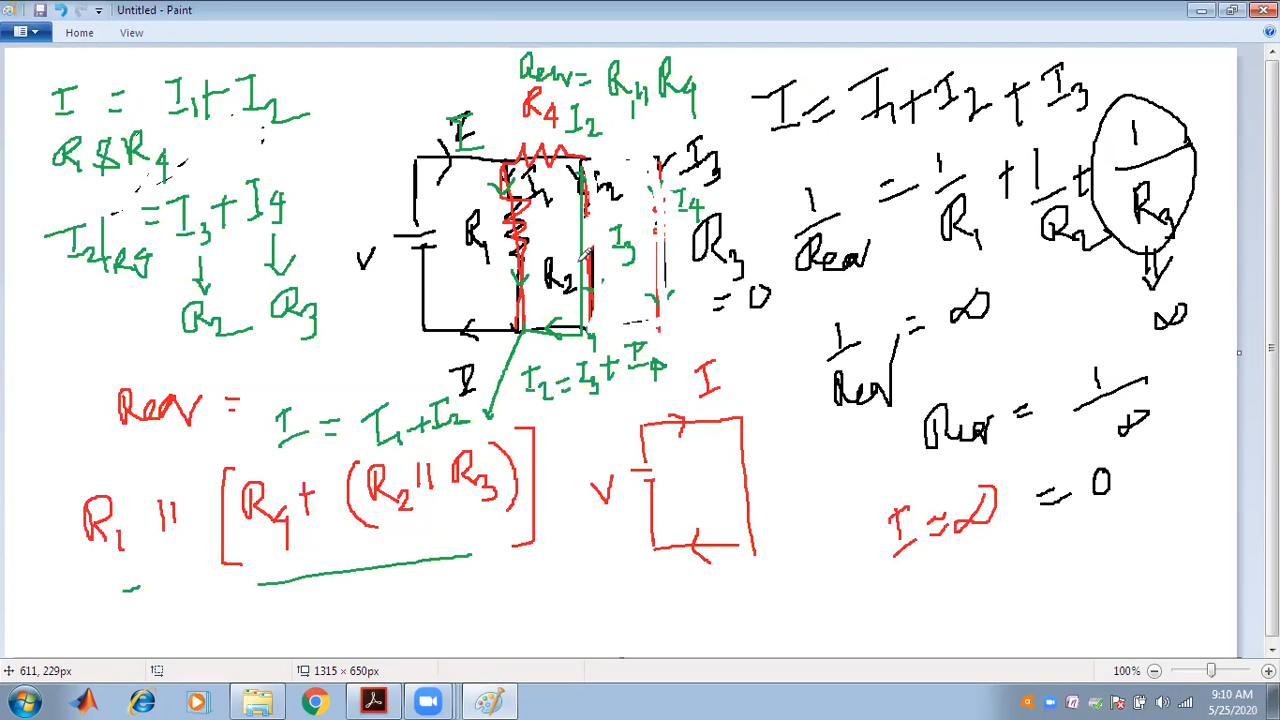 Untitled - Paint
Home View
I = I1 + I2
R1 & R4
I2|R4 = I3 + I4
R2 R3
Req = R1 || R4
R4 I2
I
I1
R1
V
R2
I3
I3
I4
R3 = 0
I
I2 = I3 + I4
I = I1 + I2
Req =
R1 || [R4 + (R2 || R3)]
I
V
I = I1 + I2 + I3
1/Req = 1/R1 + 1/R2 + 1/R3
∞
1/Req = ∞
Req = 1/∞
= 0
I = ∞
611, 229px
1315 × 650px
100%
9:10 AM
5/25/2020